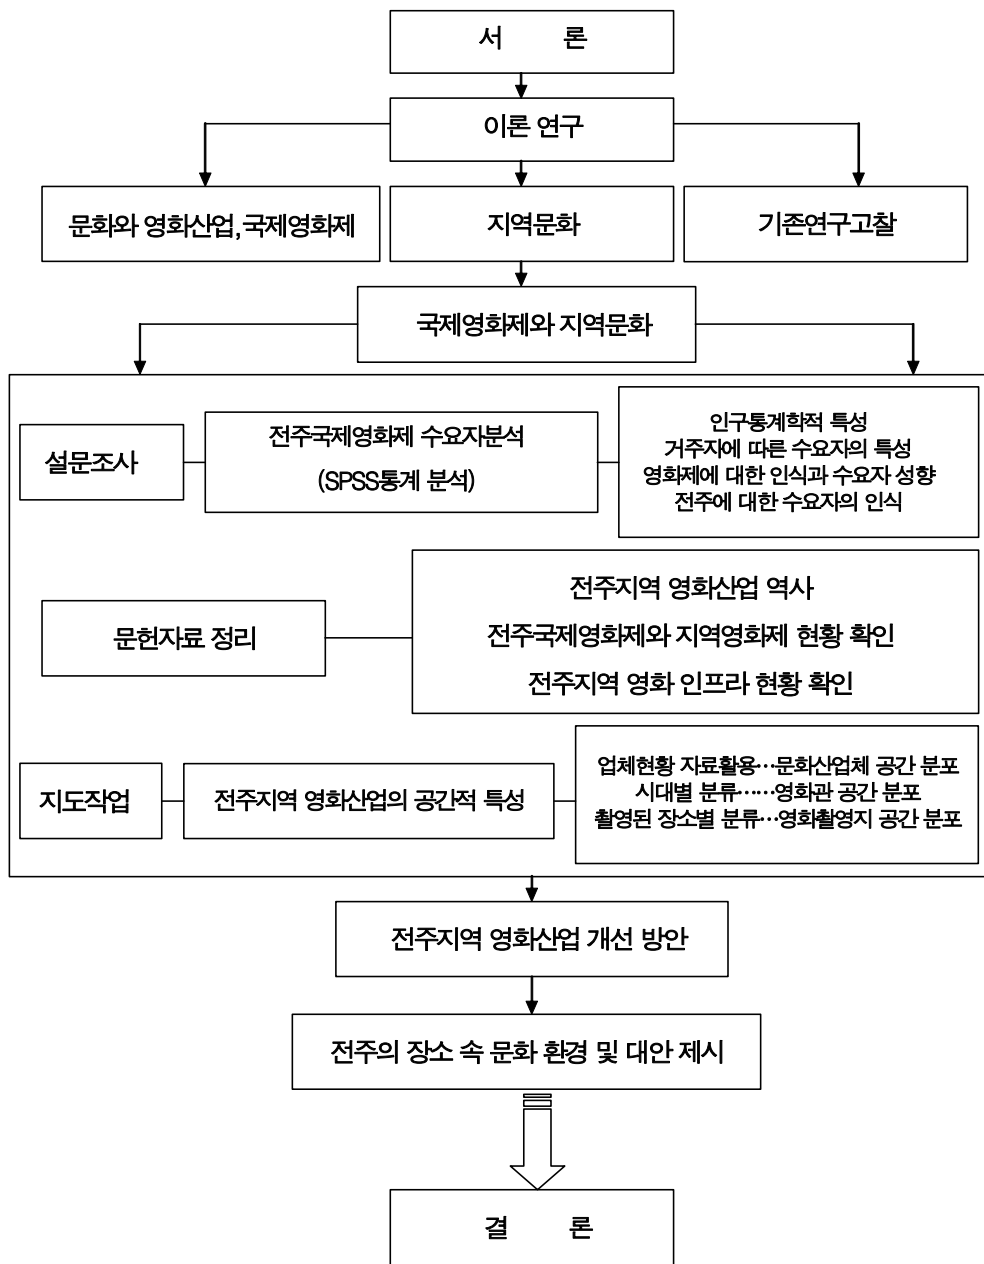 서 론
이론 연구
문화와 영화산업,국제영화제
지역문화
기존연구고찰
국제영화제와 지역문화
설문조사
전주국제영화제 수요자분석
(SPSS통계 분석)
인구통계학적 특성
거주자에 따른 수요자의 특성
영화제에 대한 인식과 수요자 성향
전주에 대한 수요자의 인식
문헌자료 정리
전주지역 영화산업 역사
전주국제영화제와 지역영화제 현황 확인
전주지역 영화 인프라 현황 확인
지도작업
전주지역 영화산업의 공간적 특성
업체현황 자료활용…문화산업체 공간 분포
시대별 분류……영화관 공간 분포
촬영된 장소별 분류…영화촬영지 공간 분포
전주지역 영화산업 개선 방안
전주의 장소 속 문화 환경 및 대안 제시
결 론